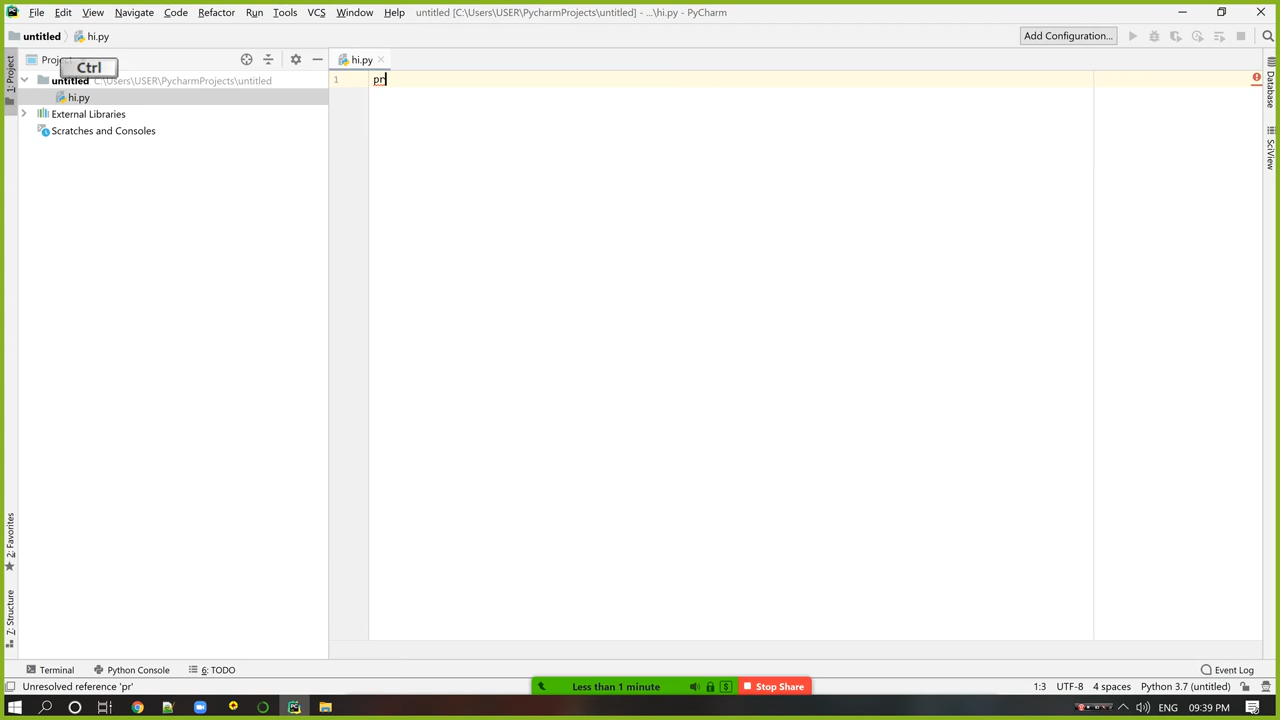 File Edit View Navigate Code Refactor Run Tools VCS Window Help untitled [C:\Users\USER\PycharmProjects\untitled] - ...\hi.py - PyCharm
untitled hi.py Add Configuration...
1: Project
Ctrl
hi.py
untitled C:\Users\USER\PycharmProjects\untitled
hi.py
External Libraries
Scratches and Consoles
1 pr
Database
SciView
2: Favorites
7: Structure
Terminal Python Console 6: TODO Event Log
Unresolved reference 'pr' Less than 1 minute $ Stop Share 1:3 UTF-8 4 spaces Python 3.7 (untitled)
ENG 09:39 PM